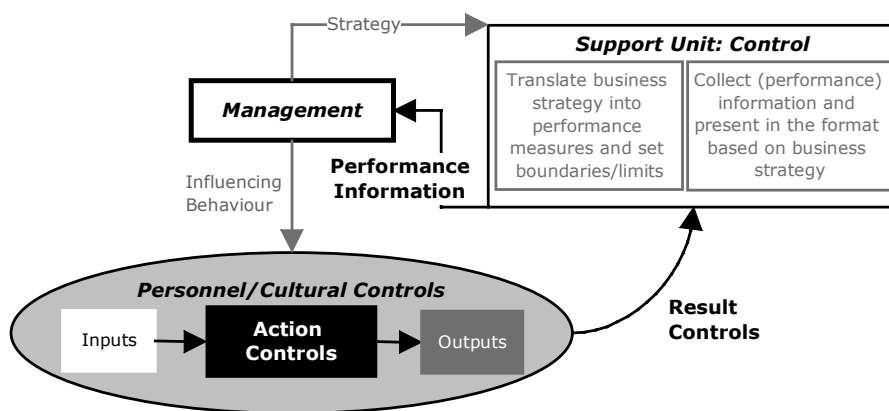 Strategy
Support Unit: Control
Translate business
strategy into
performance
measures and set
boundaries/limits
Collect (performance)
information and
present in the format
based on business
strategy
Management
Performance
Information
Influencing
Behaviour
Personnel/Cultural Controls
Inputs
Action
Controls
Outputs
Result
Controls